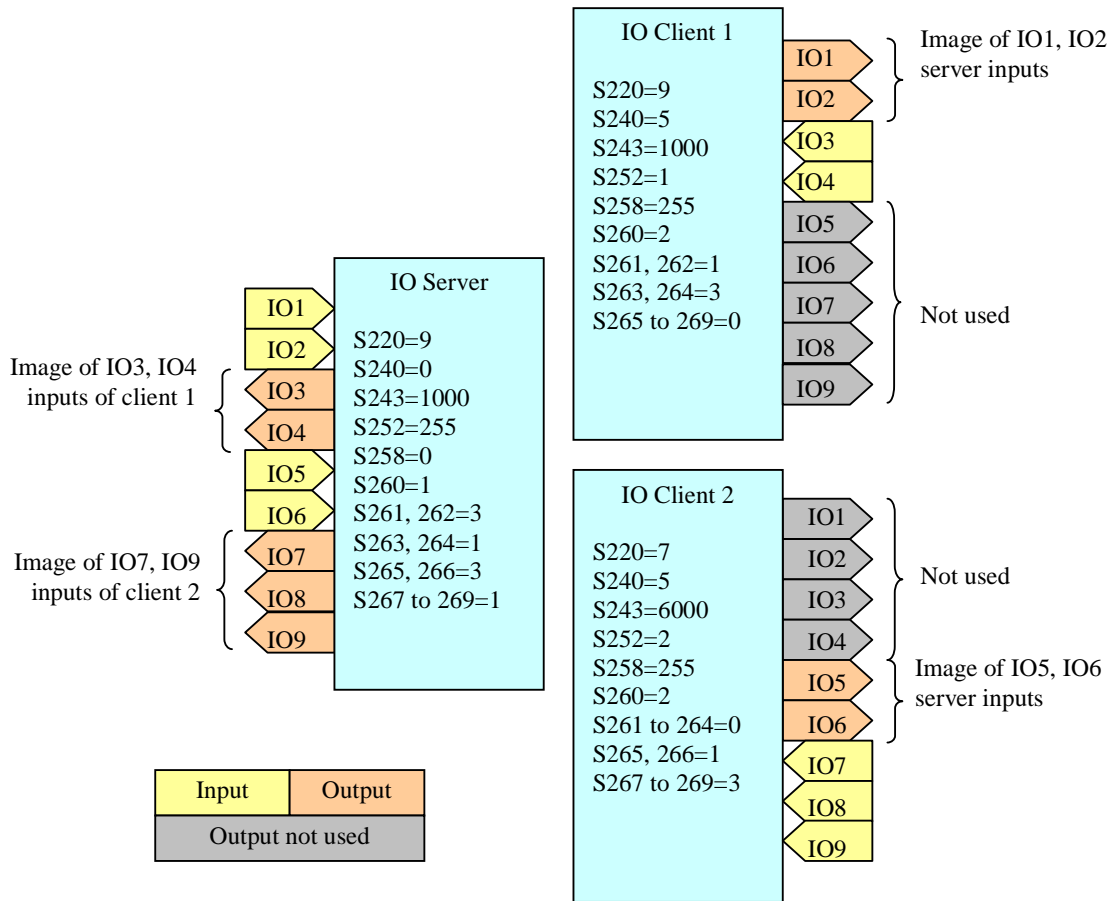 IO Client 1
S220=9
S240=5
S243=1000
S252=1
S258=255
S260=2
S261, 262=1
S263, 264=3
S265 to 269=0
IO1
IO2
IO3
IO4
IO5
IO6
IO7
IO8
IO9
Image of IO1, IO2
server inputs
Not used
IO Server
S220=9
S240=0
S243=1000
S252=255
S258=0
S260=1
S261, 262=3
S263, 264=1
S265, 266=3
S267 to 269=1
IO1
IO2
IO3
IO4
IO5
IO6
IO7
IO8
IO9
Image of IO3, IO4
inputs of client 1
Image of IO7, IO9
inputs of client 2
IO Client 2
S220=7
S240=5
S243=6000
S252=2
S258=255
S260=2
S261 to 264=0
S265, 266=1
S267 to 269=3
IO1
IO2
IO3
IO4
IO5
IO6
IO7
IO8
IO9
Not used
Image of IO5, IO6
server inputs
Input
Output
Output not used